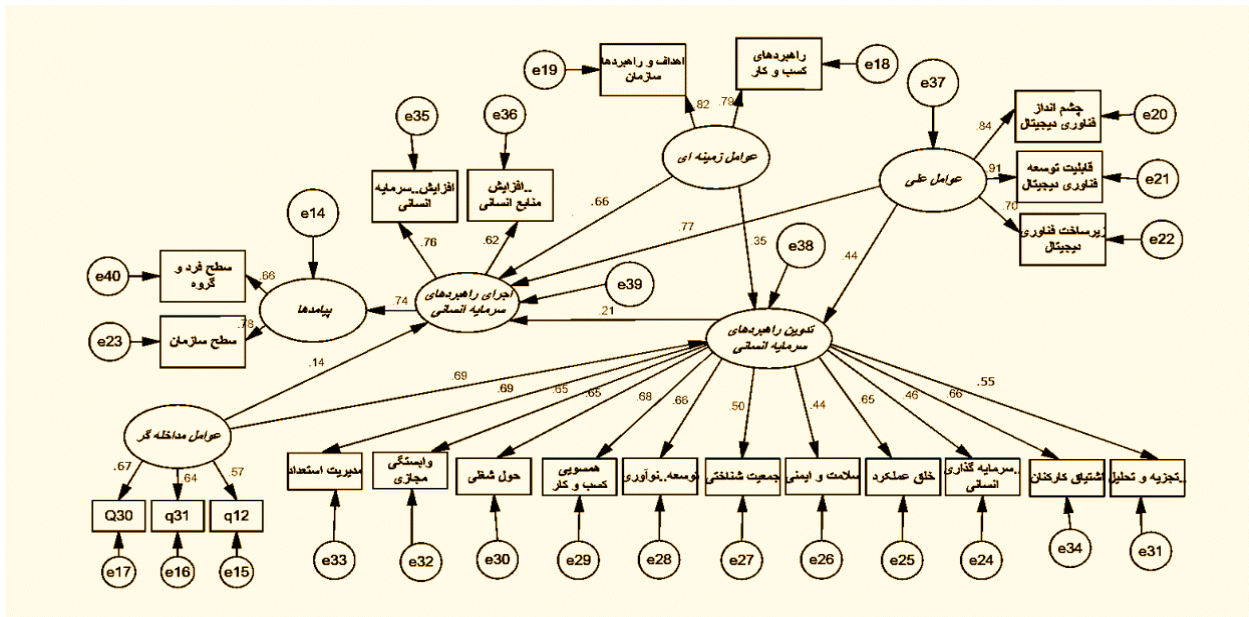 e19
اهداف و راهبردها
سازمان
راهبردهای
کسب و کار
e18
e37
e35
e36
.82
.79
چشم انداز
فناوری دیجیتال
e20
.84
عوامل زمینه ای
افزایش..سرمایه
انسانی
..افزایش
منابع انسانی
عوامل علی
.91
قابلیت توسعه
فناوری دیجیتال
e21
e14
.66
.70
زیرساخت فناوری
دیجیتال
e22
.76
.62
.77
.35
e38
.44
e40
سطح فرد و
گروه
.66
پیامدها
.74
اجرای راهبردهای
سرمایه انسانی
e39
e23
سطح سازمان
.78
.21
تدوین راهبردهای
سرمایه انسانی
.14
.69
.69
.65
.65
.68
.66
.50
.44
.65
.46
.66
.55
عوامل مداخله گر
.67
.64
.57
مدیریت استعداد
وابستگی
مجازی
حول شغلی
همسویی
کسب و کار
توسعه..نوآوری
جمعیت شناختی
سلامت و ایمنی
خلق عملکرد
..سرمایه گذاری
انسانی
اشتیاق کارکنان
..تجزیه و تحلیل
Q30
q31
q12
e17
e16
e15
e33
e32
e30
e29
e28
e27
e26
e25
e24
e34
e31